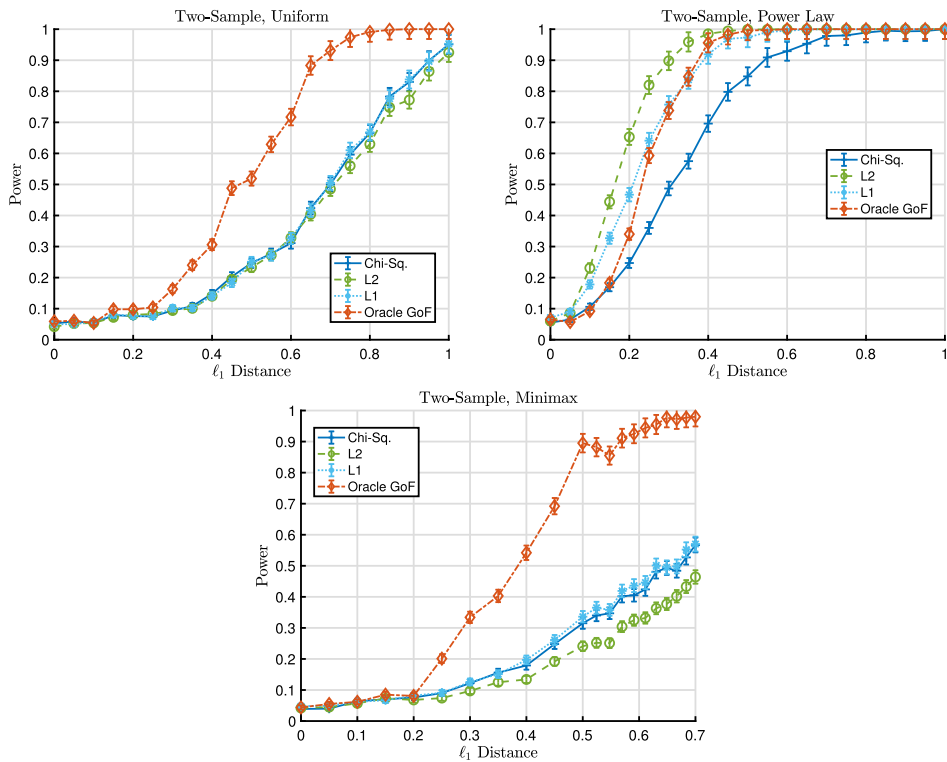 Two-Sample, Uniform
1
0.9
0.8
0.7
0.6
0.5
0.4
0.3
0.2
0.1
0
Power
Chi-Sq.
L2
L1
Oracle GoF
0 0.2 0.4 0.6 0.8 1
ℓ₁ Distance
Two-Sample, Power Law
1
0.9
0.8
0.7
0.6
0.5
0.4
0.3
0.2
0.1
0
Power
Chi-Sq.
L2
L1
Oracle GoF
0 0.2 0.4 0.6 0.8 1
ℓ₁ Distance
Two-Sample, Minimax
1
0.9
0.8
0.7
0.6
0.5
0.4
0.3
0.2
0.1
0
Power
Chi-Sq.
L2
L1
Oracle GoF
0 0.1 0.2 0.3 0.4 0.5 0.6 0.7
ℓ₁ Distance